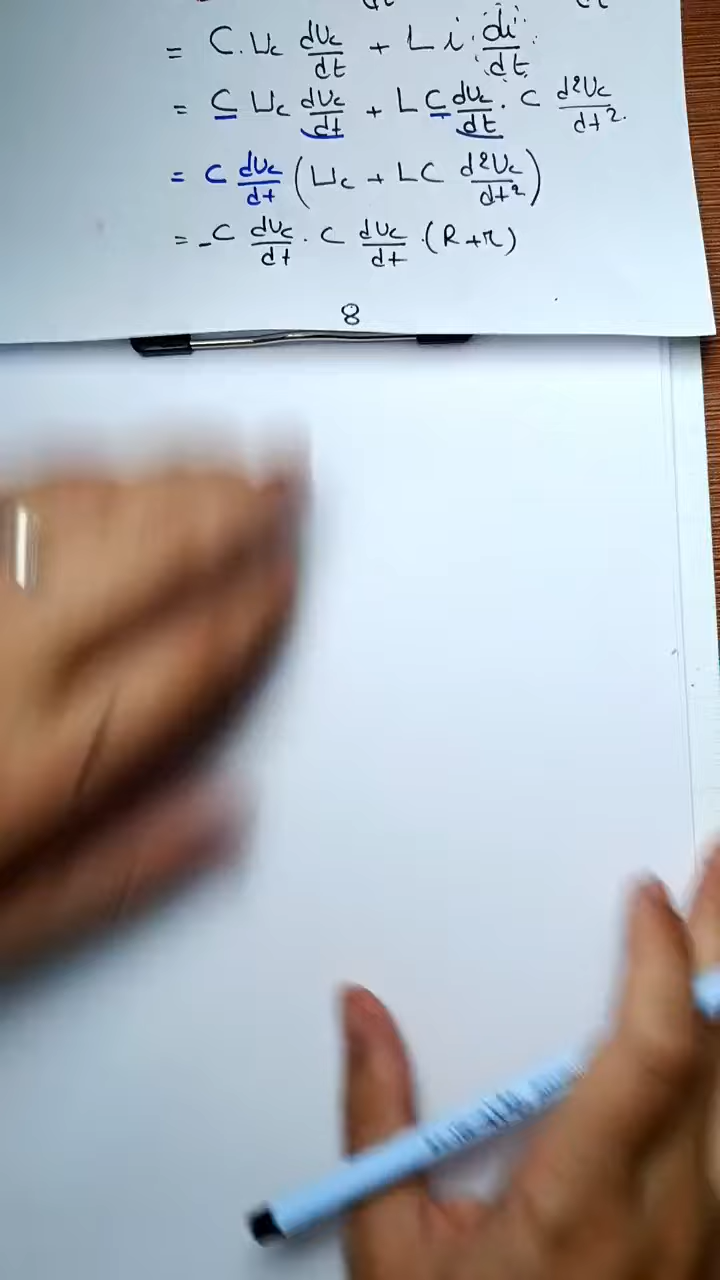 = C.Uc dUc/dt + L i . di/dt
= C Uc dUc/dt + L C dUc/dt . C d²Uc/dt².
= C dUc/dt (Uc + LC d²Uc/dt²)
= -C dUc/dt . C dUc/dt .(R+r)
8